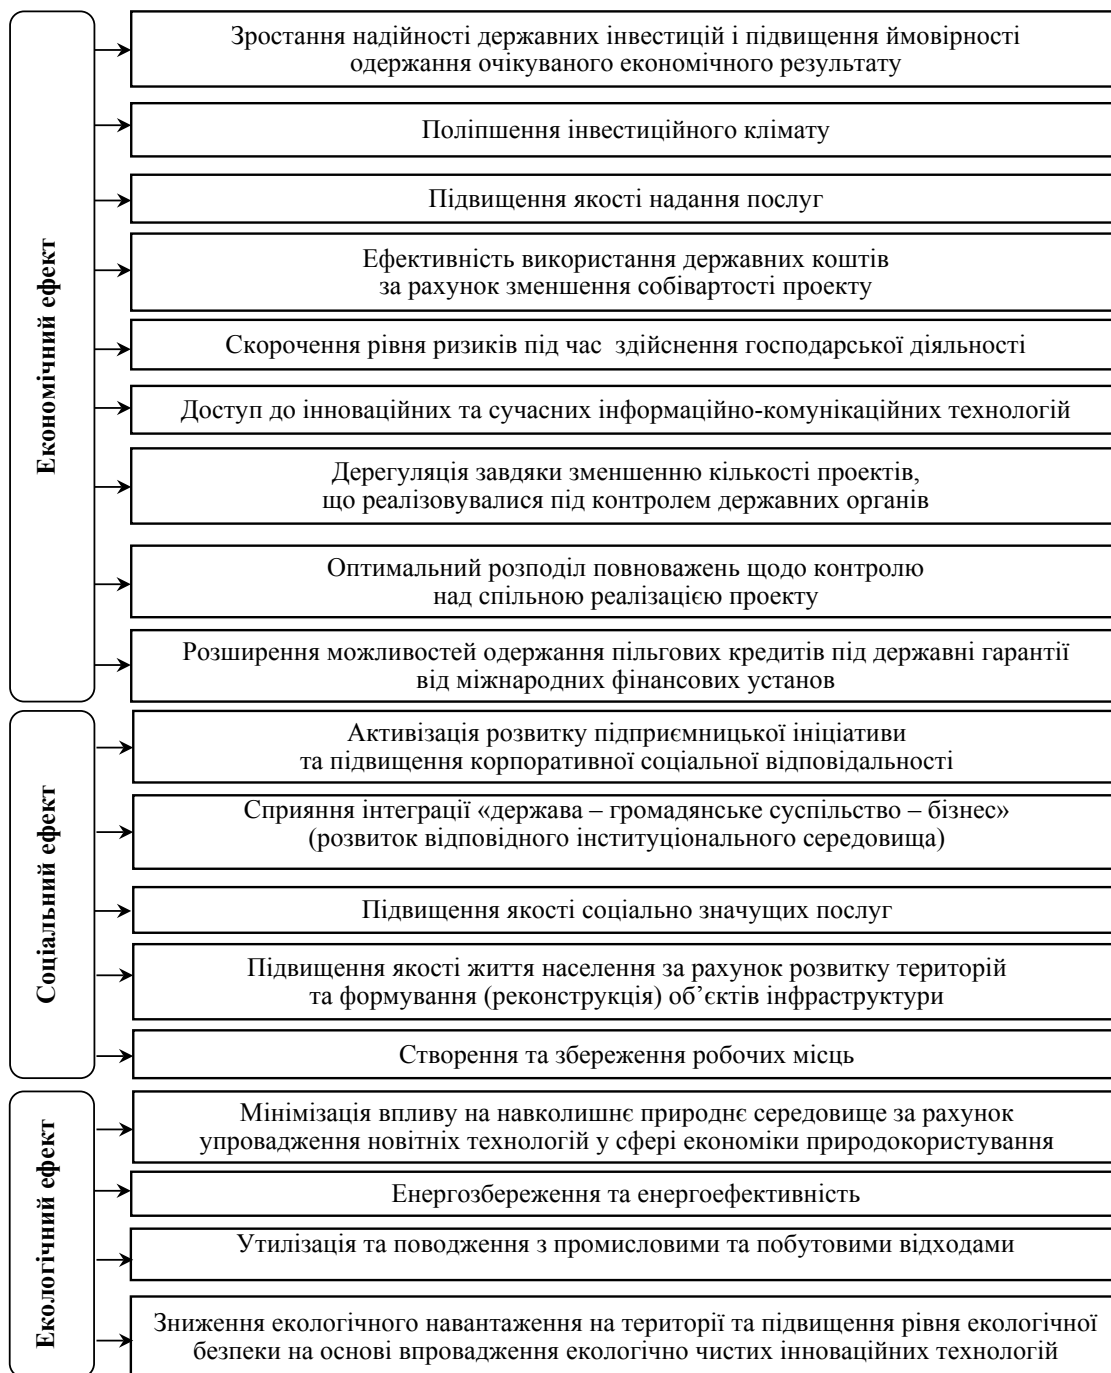 Економічний ефект
Зростання надійності державних інвестицій і підвищення ймовірності
одержання очікуваного економічного результату
Поліпшення інвестиційного клімату
Підвищення якості надання послуг
Ефективність використання державних коштів
за рахунок зменшення собівартості проекту
Скорочення рівня ризиків під час здійснення господарської діяльності
Доступ до інноваційних та сучасних інформаційно-комунікаційних технологій
Дерегуляція завдяки зменшенню кількості проектів,
що реалізовувалися під контролем державних органів
Оптимальний розподіл повноважень щодо контролю
над спільною реалізацією проекту
Розширення можливостей одержання пільгових кредитів під державні гарантії
від міжнародних фінансових установ
Соціальний ефект
Активізація розвитку підприємницької ініціативи
та підвищення корпоративної соціальної відповідальності
Сприяння інтеграції «держава – громадянське суспільство – бізнес»
(розвиток відповідного інституціонального середовища)
Підвищення якості соціально значущих послуг
Підвищення якості життя населення за рахунок розвитку територій
та формування (реконструкція) об’єктів інфраструктури
Створення та збереження робочих місць
Екологічний ефект
Мінімізація впливу на навколишнє природнє середовище за рахунок
упровадження новітніх технологій у сфері економіки природокористування
Енергозбереження та енергоефективність
Утилізація та поводження з промисловими та побутовими відходами
Зниження екологічного навантаження на території та підвищення рівня екологічної
безпеки на основі впровадження екологічно чистих інноваційних технологій